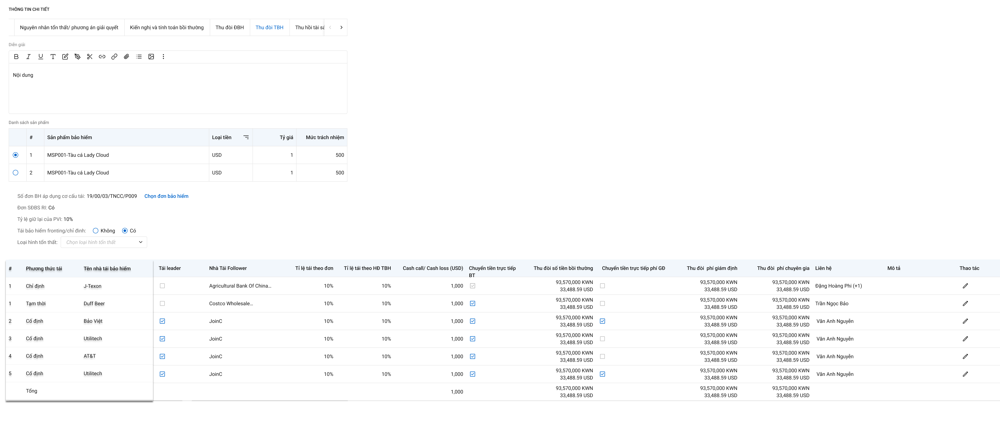 THÔNG TIN CHI TIẾT
Nguyên nhân tổn thất/ phương án giải quyết Kiến nghị và tính toán bồi thường Thu đòi ĐBH Thu đòi TBH Thu hồi tài sả
Diễn giải
Nội dung
Danh sách sản phẩm
# Sản phẩm bảo hiểm Loại tiền Tỷ giá Mức trách nhiệm
1 MSP001-Tàu cá Lady Cloud USD 1 500
2 MSP001-Tàu cá Lady Cloud USD 1 500
Số đơn BH áp dụng cơ cấu tái: 19/00/03/TNCC/P009 Chọn đơn bảo hiểm
Đơn SĐBS RI: Có
Tỷ lệ giữ lại của PVI: 10%
Tái bảo hiểm fronting/chỉ đinh: Không Có
Loại hình tổn thất: Chọn loại hình tổn thất
# Phương thức tái Tên nhà tái bảo hiểm Tái leader Nhà Tái Follower Tỉ lệ tái theo đơn Tỉ lệ tái theo HĐ TBH Cash call/ Cash loss (USD) Chuyển tiền trực tiếp Thu đòi số tiền bồi thường Chuyển tiền trực tiếp phí GĐ Thu đòi phí giám định Thu đòi phí chuyên gia Liên hệ Mô tả Thao tác
BT
93,570,000 KWN 93,570,000 KWN 93,570,000 KWN
1 Chỉ định J-Texon Agricultural Bank Of China... 10% 10% 1,000 Đặng Hoàng Phi (+1)
33,488.59 USD 33,488.59 USD 33,488.59 USD
93,570,000 KWN 93,570,000 KWN 93,570,000 KWN
1 Tạm thời Duff Beer Costco Wholesale... 10% 10% 1,000 Trần Ngọc Bảo
33,488.59 USD 33,488.59 USD 33,488.59 USD
93,570,000 KWN 93,570,000 KWN 93,570,000 KWN
2 Cố định Bảo Việt JoinC 10% 10% 1,000 Văn Anh Nguyễn
33,488.59 USD 33,488.59 USD 33,488.59 USD
93,570,000 KWN 93,570,000 KWN 93,570,000 KWN
3 Cố định Utilitech JoinC 10% 10% 1,000 Văn Anh Nguyễn
33,488.59 USD 33,488.59 USD 33,488.59 USD
93,570,000 KWN 93,570,000 KWN 93,570,000 KWN
4 Cố định AT&T JoinC 10% 10% 1,000 Văn Anh Nguyễn
33,488.59 USD 33,488.59 USD 33,488.59 USD
93,570,000 KWN 93,570,000 KWN 93,570,000 KWN
5 Cố định Utilitech JoinC 10% 10% 1,000 Văn Anh Nguyễn
33,488.59 USD 33,488.59 USD 33,488.59 USD
93,570,000 KWN 93,570,000 KWN 93,570,000 KWN
Tổng 1,000
33,488.59 USD 33,488.59 USD 33,488.59 USD